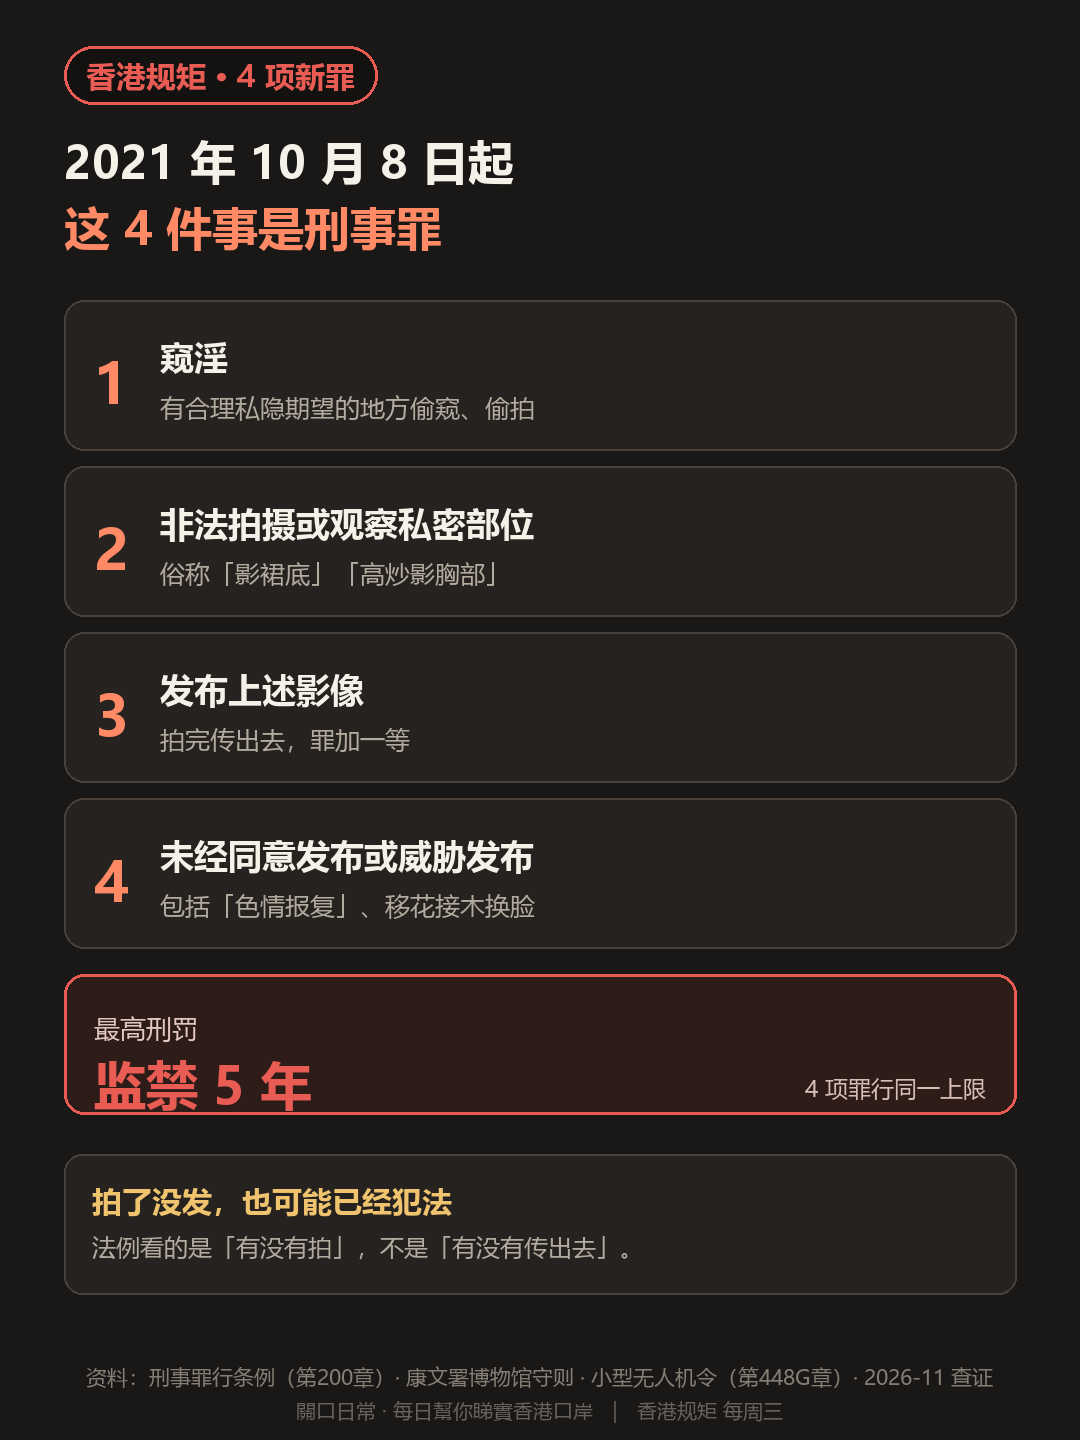 香港规矩 • 4 项新罪
2021 年 10 月 8 日起
这 4 件事是刑事罪
1
窥淫
有合理私隐期望的地方偷窥、偷拍
2
非法拍摄或观察私密部位
俗称「影裙底」「高炒影胸部」
3
发布上述影像
拍完传出去，罪加一等
4
未经同意发布或威胁发布
包括「色情报复」、移花接木换脸
最高刑罚
监禁 5 年
4 项罪行同一上限
拍了没发，也可能已经犯法
法例看的是「有没有拍」，不是「有没有传出去」。
资料：刑事罪行条例（第200章）· 康文署博物馆守则 · 小型无人机令（第448G章）· 2026-11 查证
關口日常 · 每日幫你睇實香港口岸 ｜ 香港规矩 每周三